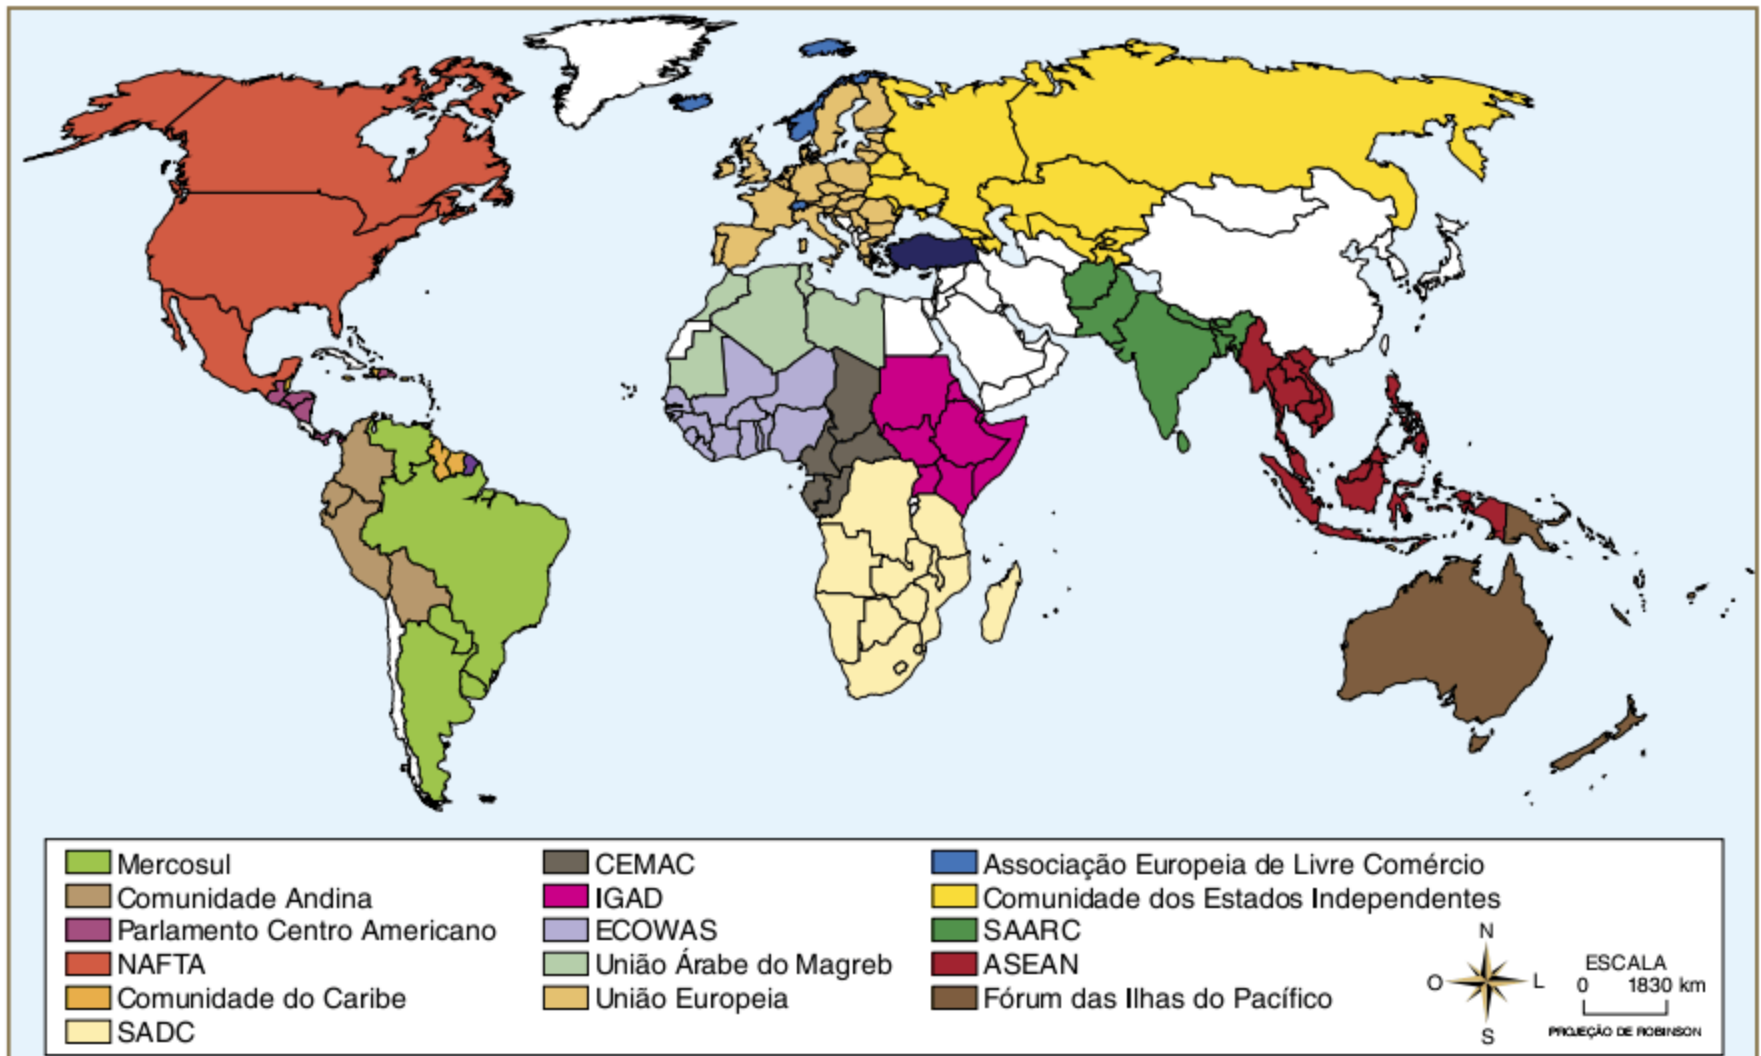 Mercosul
Comunidade Andina
Parlamento Centro Americano
NAFTA
Comunidade do Caribe
SADC
CEMAC
IGAD
ECOWAS
União Árabe do Magreb
União Europeia
Associação Europeia de Livre Comércio
Comunidade dos Estados Independentes
SAARC
ASEAN
Fórum das Ilhas do Pacífico
N
O L
S
ESCALA
0 1830 km
PROJEÇÃO DE ROBINSON